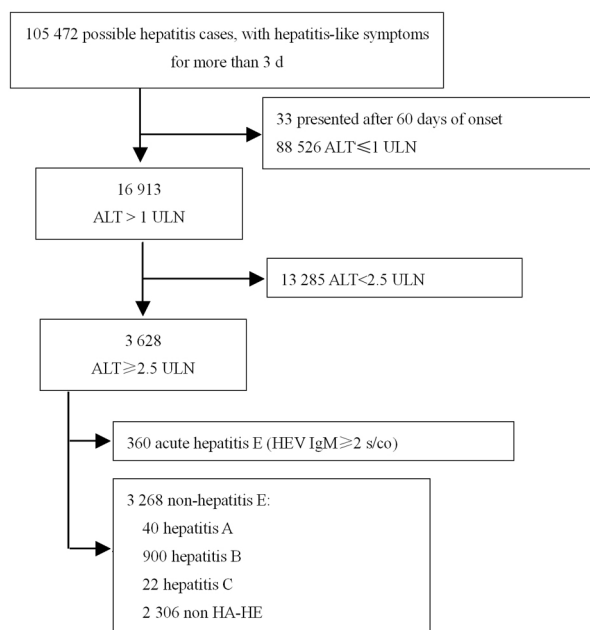 105 472 possible hepatitis cases, with hepatitis-like symptoms
for more than 3 d
33 presented after 60 days of onset
88 526 ALT≤1 ULN
16 913
ALT > 1 ULN
13 285 ALT<2.5 ULN
3 628
ALT≥2.5 ULN
360 acute hepatitis E (HEV IgM≥2 s/co)
3 268 non-hepatitis E:
40 hepatitis A
900 hepatitis B
22 hepatitis C
2 306 non HA-HE